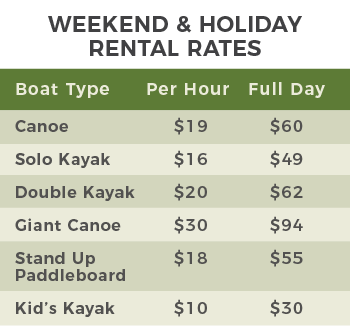 WEEKEND & HOLIDAY
RENTAL RATES
Boat Type Per Hour Full Day
Canoe $19 $60
Solo Kayak $16 $49
Double Kayak $20 $62
Giant Canoe $30 $94
Stand Up $18 $55
Paddleboard
Kid's Kayak $10 $30